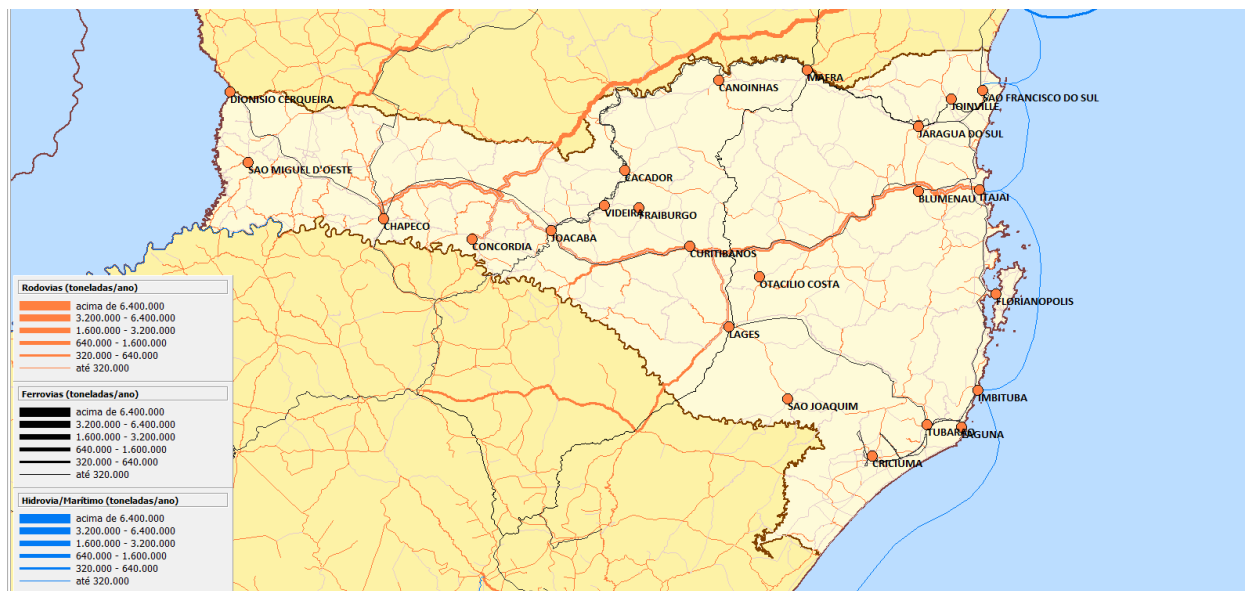 DIONISIO CERQUEIRA
CANOINHAS
MAFRA
JOINVILLE
SAO FRANCISCO DO SUL
JARAGUA DO SUL
SAO MIGUEL D'OESTE
CACADOR
VIDEIRA
FRAIBURGO
BLUMENAU
ITAJAI
CHAPECO
CONCORDIA
JOACABA
CURITIBANOS
OTACILIO COSTA
FLORIANOPOLIS
LAGES
SAO JOAQUIM
IMBITUBA
TUBARAO
LAGUNA
CRICIUMA
Rodovias (toneladas/ano)
acima de 6.400.000
3.200.000 - 6.400.000
1.600.000 - 3.200.000
640.000 - 1.600.000
320.000 - 640.000
até 320.000
Ferrovias (toneladas/ano)
acima de 6.400.000
3.200.000 - 6.400.000
1.600.000 - 3.200.000
640.000 - 1.600.000
320.000 - 640.000
até 320.000
Hidrovia/Marítimo (toneladas/ano)
acima de 6.400.000
3.200.000 - 6.400.000
1.600.000 - 3.200.000
640.000 - 1.600.000
320.000 - 640.000
até 320.000